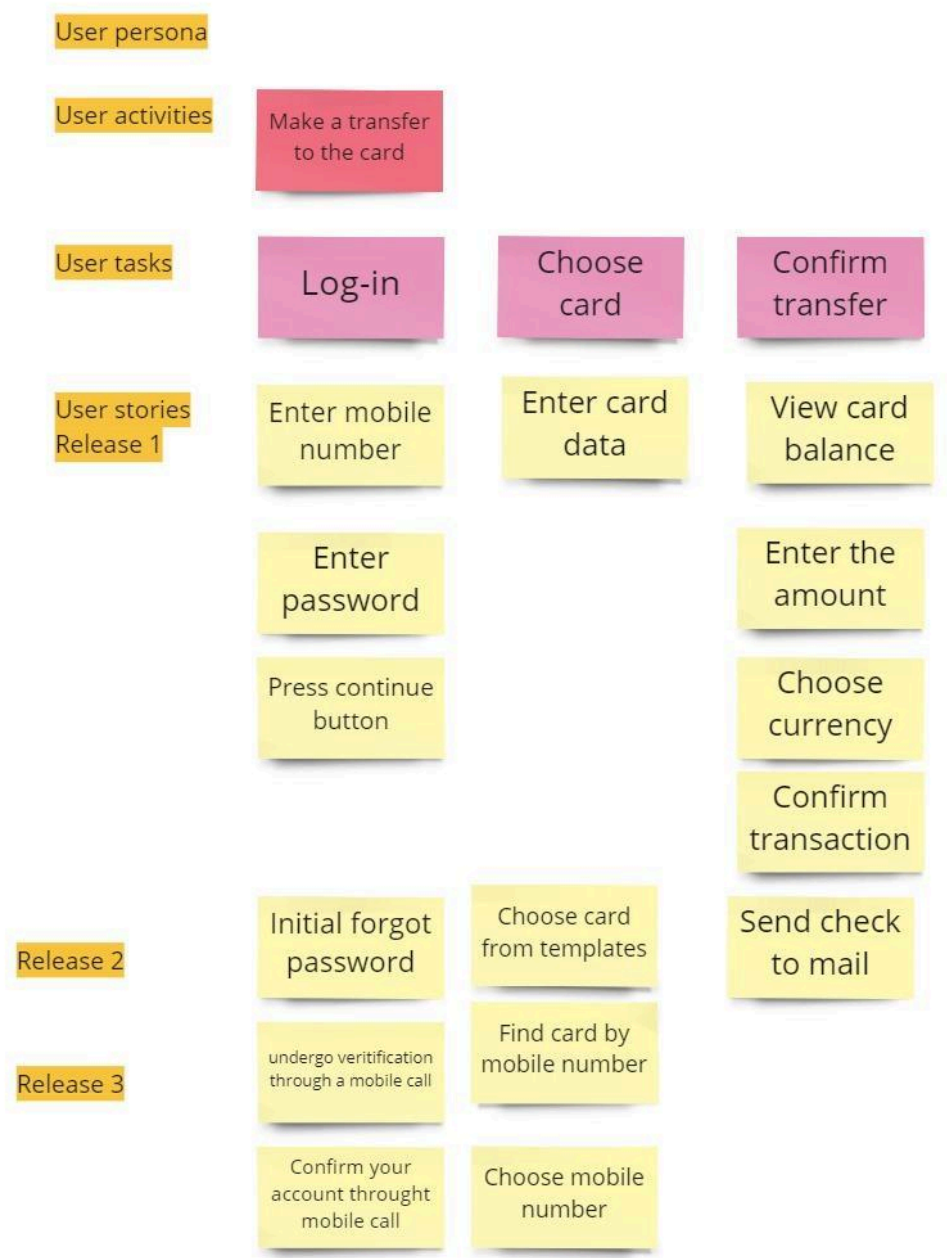 User persona
User activities
Make a transfer
to the card
User tasks
Log-in
Choose
card
Confirm
transfer
User stories
Release 1
Enter mobile
number
Enter card
data
View card
balance
Enter
password
Enter the
amount
Press continue
button
Choose
currency
Confirm
transaction
Release 2
Initial forgot
password
Choose card
from templates
Send check
to mail
Release 3
undergo veritification
through a mobile call
Find card by
mobile number
Confirm your
account throught
mobile call
Choose mobile
number